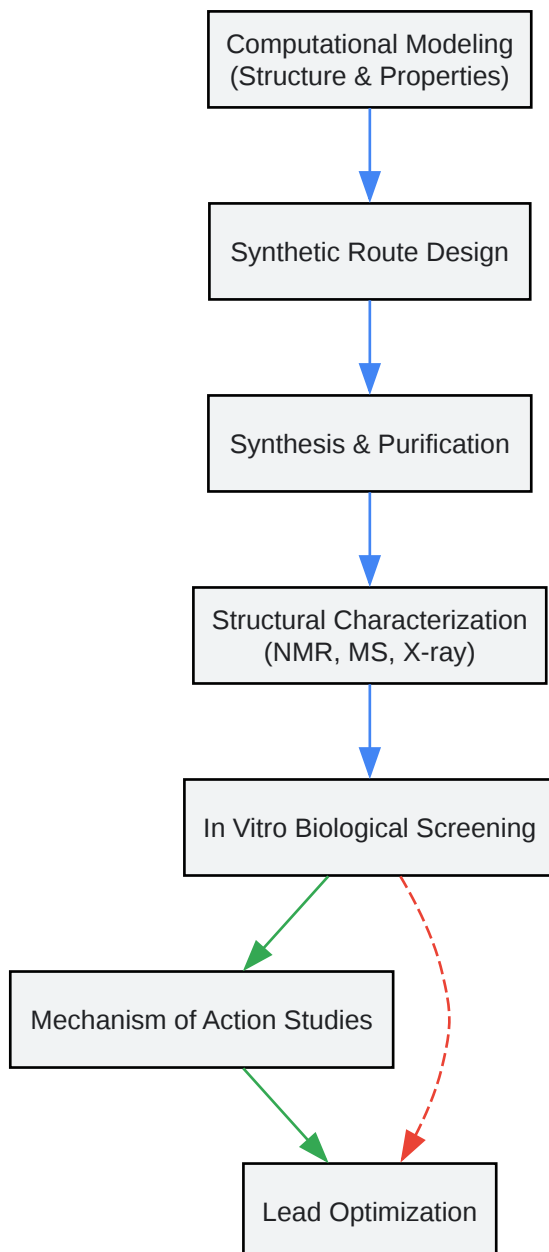 Computational Modeling
(Structure & Properties)
Synthetic Route Design
Synthesis & Purification
Structural Characterization
(NMR, MS, X-ray)
In Vitro Biological Screening
Mechanism of Action Studies
Lead Optimization